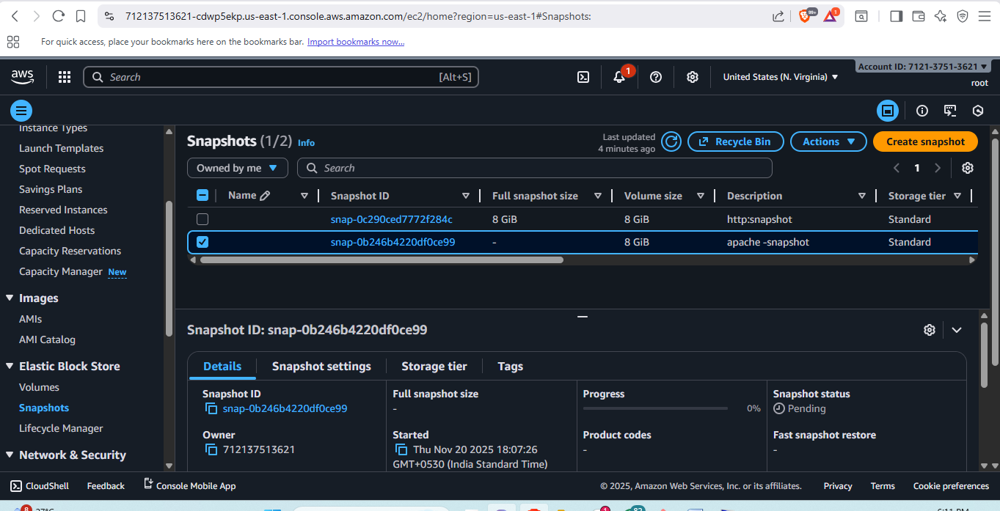 712137513621-cdwp5ekp.us-east-1.console.aws.amazon.com/ec2/home?region=us-east-1#Snapshots:
99+
1
For quick access, place your bookmarks here on the bookmarks bar. Import bookmarks now...
aws
Search
[Alt+S]
1
United States (N. Virginia)
Account ID: 7121-3751-3621
root
Instance Types
Launch Templates
Spot Requests
Savings Plans
Reserved Instances
Dedicated Hosts
Capacity Reservations
Capacity Manager New
Images
AMIs
AMI Catalog
Elastic Block Store
Volumes
Snapshots
Lifecycle Manager
Network & Security
Snapshots (1/2) Info
Last updated
4 minutes ago
Recycle Bin
Actions
Create snapshot
Owned by me
Search
1
Name Snapshot ID Full snapshot size Volume size Description Storage tier
snap-0c290ced7772f284c 8 GiB 8 GiB http:snapshot Standard
snap-0b246b4220df0ce99 - 8 GiB apache -snapshot Standard
Snapshot ID: snap-0b246b4220df0ce99
Details Snapshot settings Storage tier Tags
Snapshot ID
snap-0b246b4220df0ce99
Full snapshot size
-
Progress
0%
Snapshot status
Pending
Owner
712137513621
Started
Thu Nov 20 2025 18:07:26
GMT+0530 (India Standard Time)
Product codes
-
Fast snapshot restore
-
CloudShell Feedback Console Mobile App
© 2025, Amazon Web Services, Inc. or its affiliates. Privacy Terms Cookie preferences